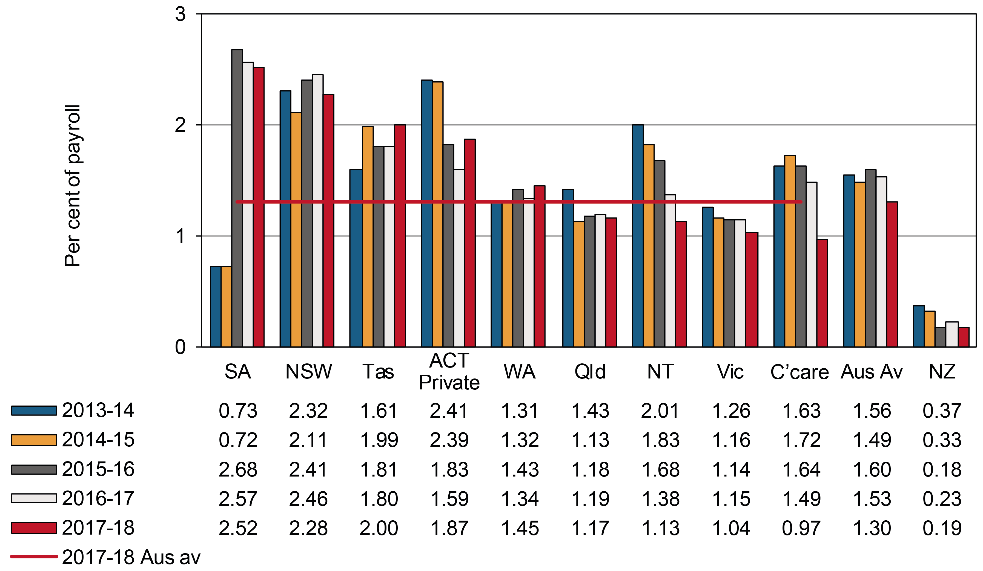 3
2
1
0
Per cent of payroll
SA NSW Tas ACT Private WA Qld NT Vic C'care Aus Av NZ
2013-14 0.73 2.32 1.61 2.41 1.31 1.43 2.01 1.26 1.63 1.56 0.37
2014-15 0.72 2.11 1.99 2.39 1.32 1.13 1.83 1.16 1.72 1.49 0.33
2015-16 2.68 2.41 1.81 1.83 1.43 1.18 1.68 1.14 1.64 1.60 0.18
2016-17 2.57 2.46 1.80 1.59 1.34 1.19 1.38 1.15 1.49 1.53 0.23
2017-18 2.52 2.28 2.00 1.87 1.45 1.17 1.13 1.04 0.97 1.30 0.19
2017-18 Aus av